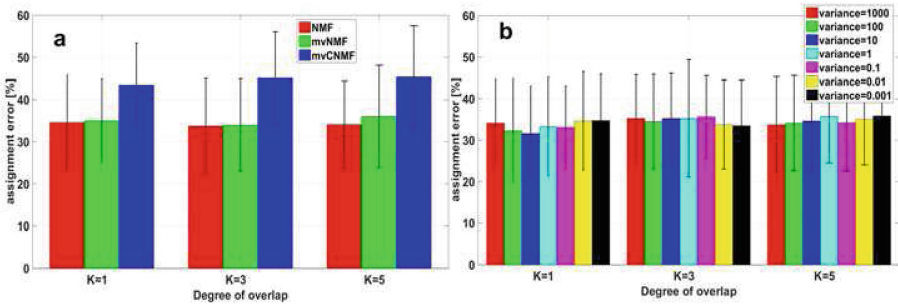 a
NMF
mvNMF
mvCNMF
assignment error [%]
60
50
40
30
20
10
0
K=1
K=3
K=5
Degree of overlap
b
variance=1000
variance=100
variance=10
variance=1
variance=0.1
variance=0.01
variance=0.001
assignment error [%]
60
50
40
30
20
10
0
K=1
K=3
K=5
Degree of overlap